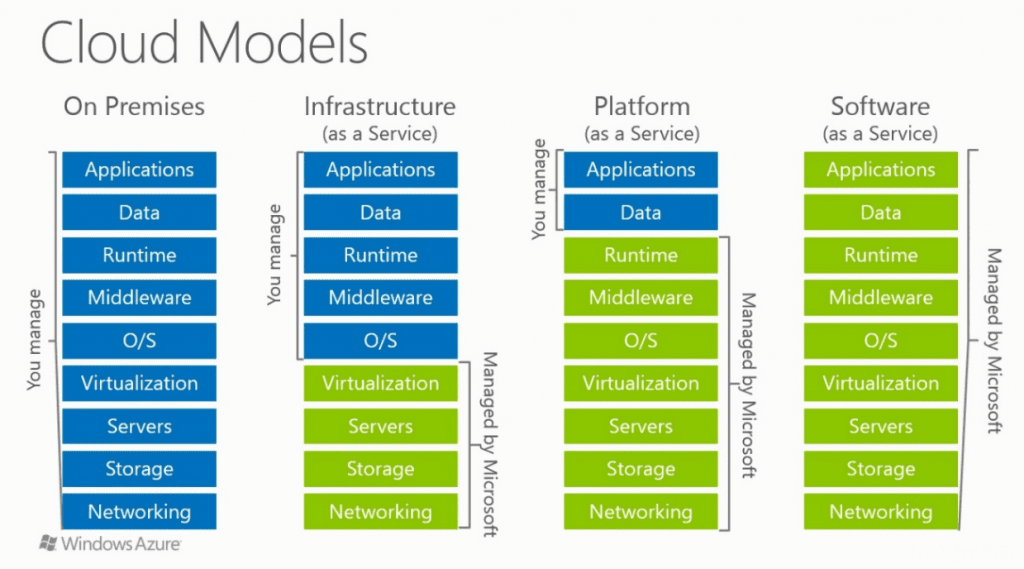 Cloud Models
On Premises
You manage
Applications
Data
Runtime
Middleware
O/S
Virtualization
Servers
Storage
Networking
Infrastructure
(as a Service)
You manage
Applications
Data
Runtime
Middleware
O/S
Virtualization
Servers
Storage
Networking
Managed by Microsoft
Platform
(as a Service)
You manage
Applications
Data
Runtime
Middleware
O/S
Virtualization
Servers
Storage
Networking
Managed by Microsoft
Software
(as a Service)
Applications
Data
Runtime
Middleware
O/S
Virtualization
Servers
Storage
Networking
Managed by Microsoft
Windows Azure